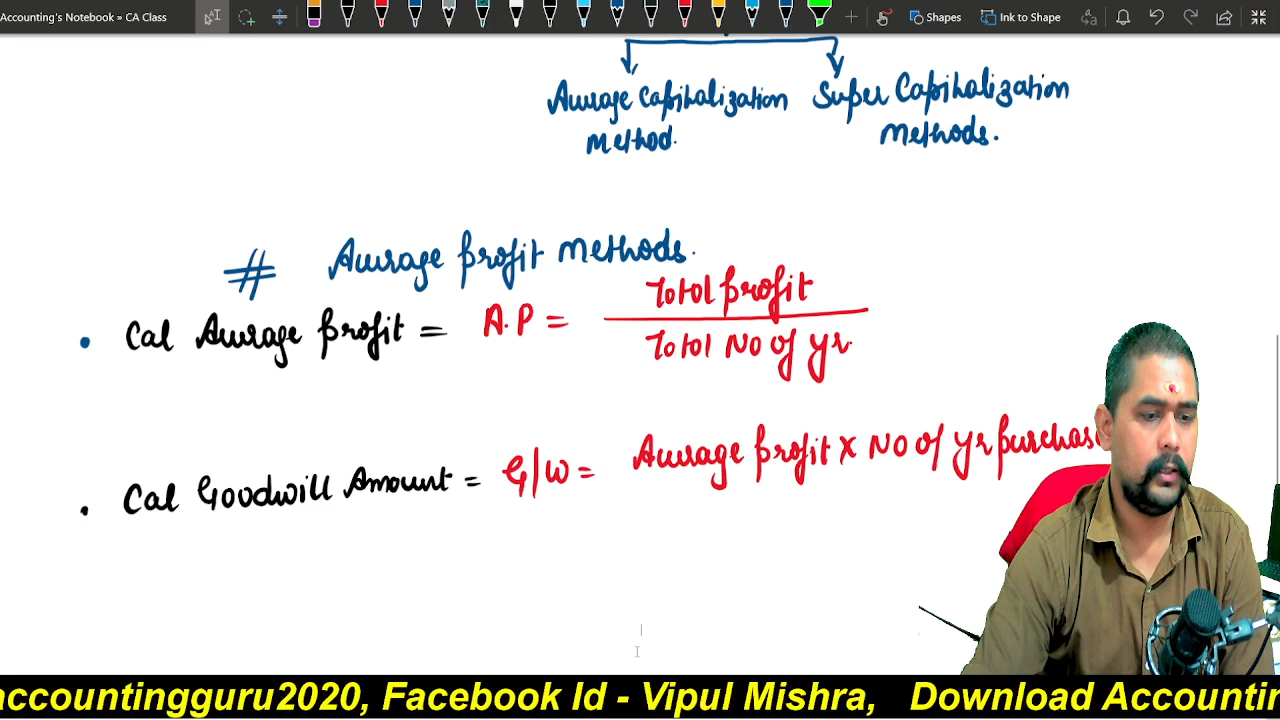 Accounting's Notebook » CA Class
Shapes
Ink to Shape
Average Capitalization Super Capitalization
Method. Methods.
# Average profit Methods.
• Cal Average profit = A.P = Total profit
Total No of yr.
• Cal Goodwill Amount = G/W = Average profit x No of yr purchas
accountingguru2020, Facebook Id - Vipul Mishra, Download Accountin